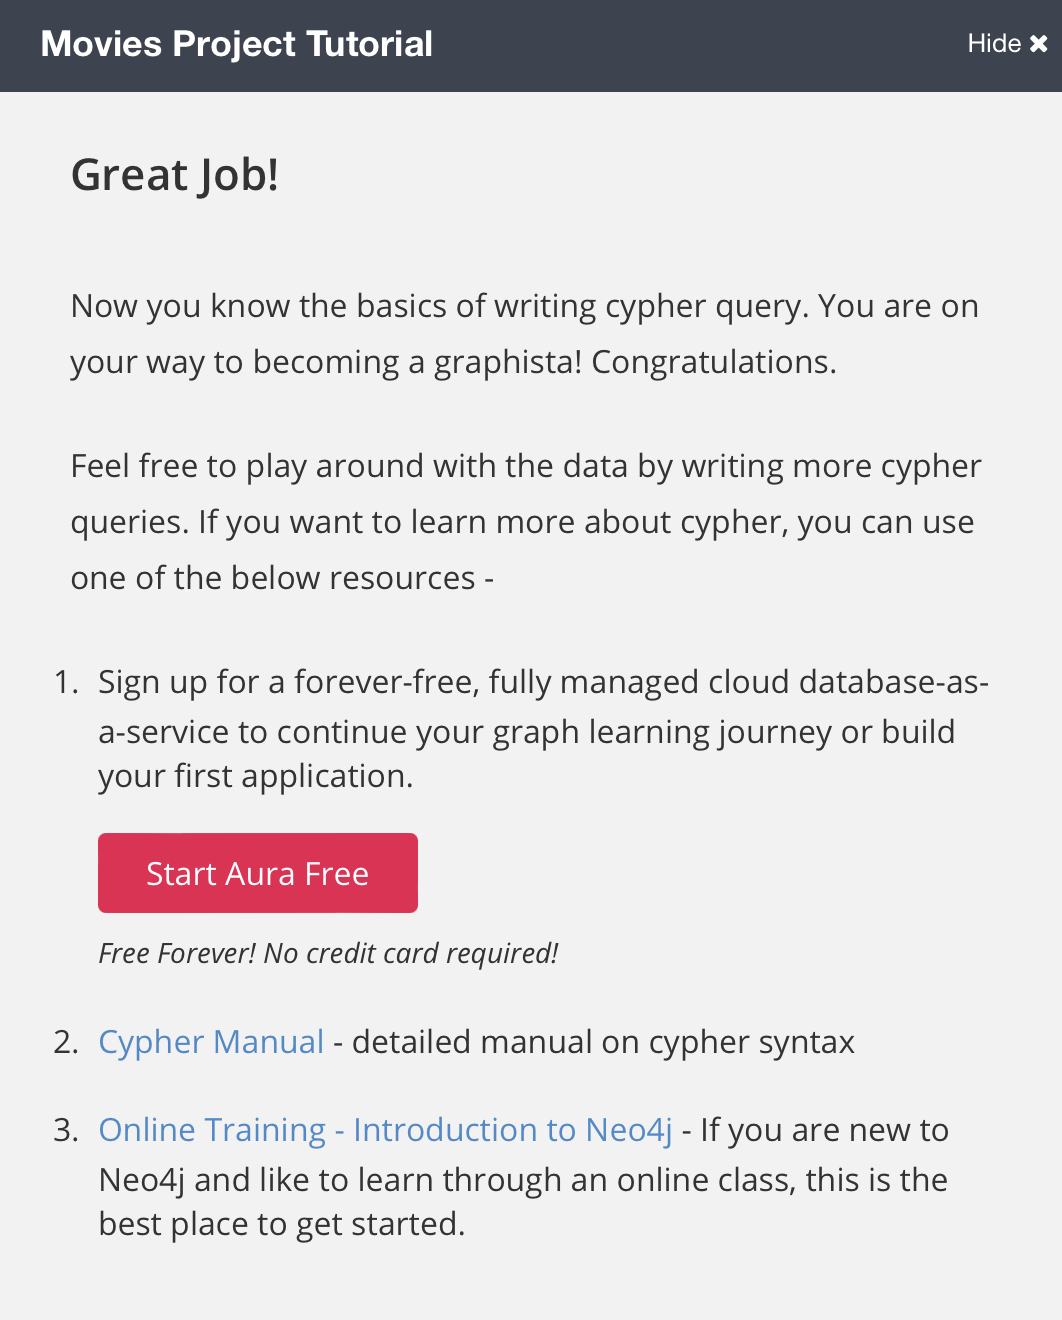 Movies Project Tutorial
Hide ✖
Great Job!
Now you know the basics of writing cypher query. You are on
your way to becoming a graphista! Congratulations.
Feel free to play around with the data by writing more cypher
queries. If you want to learn more about cypher, you can use
one of the below resources -
1. Sign up for a forever-free, fully managed cloud database-as-
a-service to continue your graph learning journey or build
your first application.
Start Aura Free
Free Forever! No credit card required!
2. Cypher Manual - detailed manual on cypher syntax
3. Online Training - Introduction to Neo4j - If you are new to
Neo4j and like to learn through an online class, this is the
best place to get started.